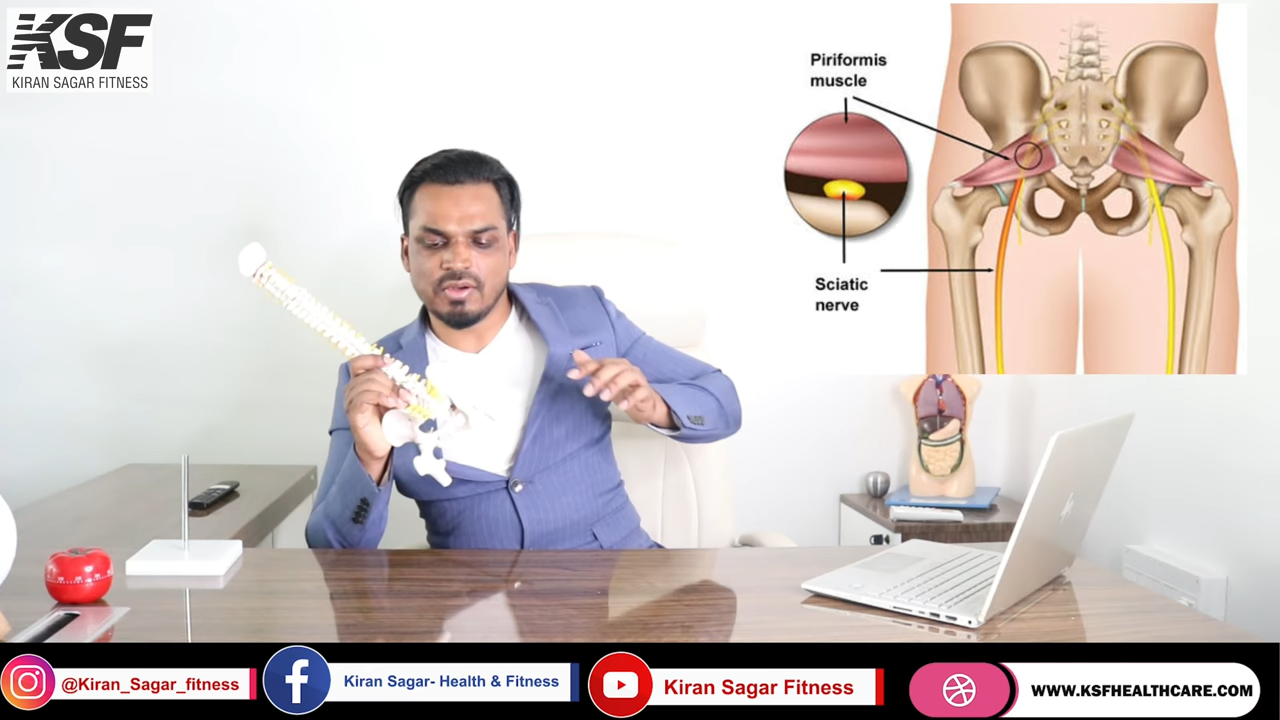 KSF
KIRAN SAGAR FITNESS
Piriformis
muscle
Sciatic
nerve
@Kiran_Sagar_fitness
Kiran Sagar- Health & Fitness
Kiran Sagar Fitness
WWW.KSFHEALTHCARE.COM